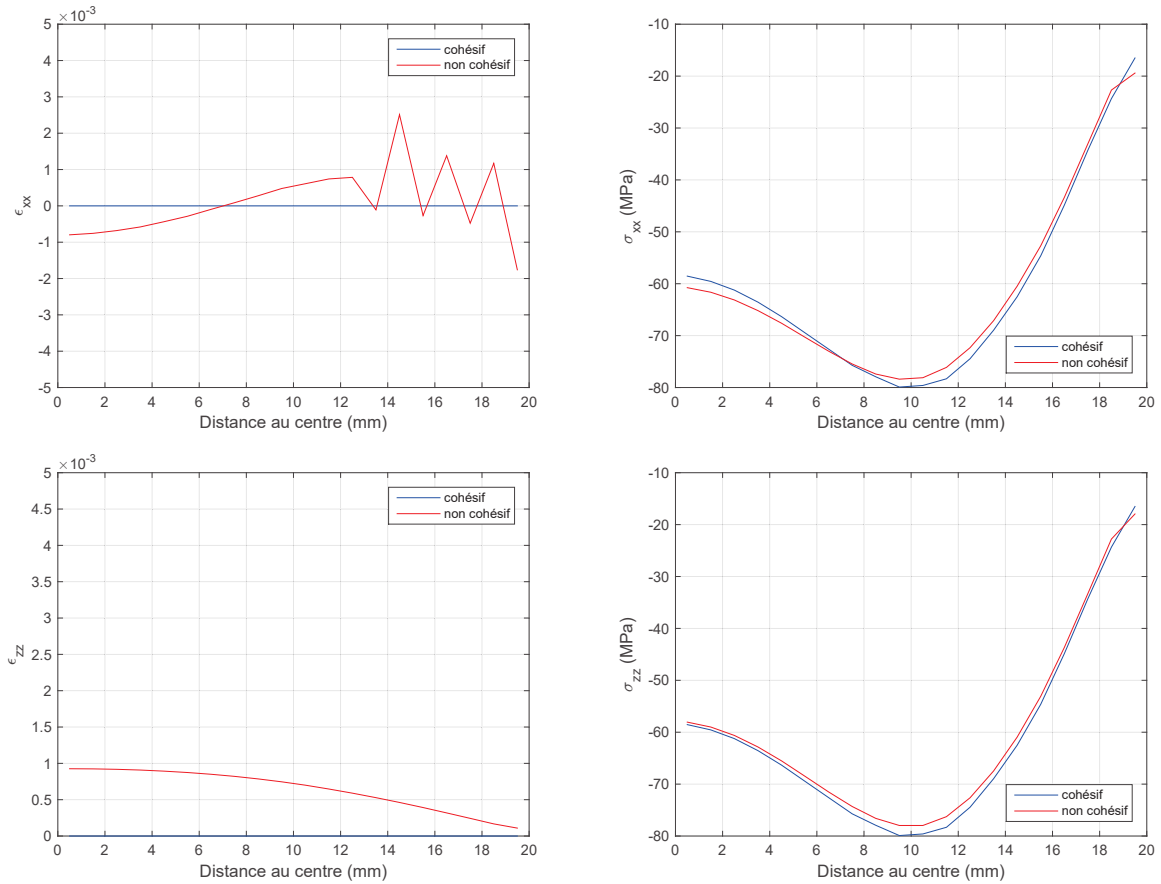 ×10⁻³
5
4
3
2
1
0
-1
-2
-3
-4
-5
ϵxx
0 2 4 6 8 10 12 14 16 18 20
Distance au centre (mm)
cohésif
non cohésif
-10
-20
-30
-40
-50
-60
-70
-80
σxx (MPa)
0 2 4 6 8 10 12 14 16 18 20
Distance au centre (mm)
cohésif
non cohésif
×10⁻³
5
4.5
4
3.5
3
2.5
2
1.5
1
0.5
0
ϵzz
0 2 4 6 8 10 12 14 16 18 20
Distance au centre (mm)
cohésif
non cohésif
-10
-20
-30
-40
-50
-60
-70
-80
σzz (MPa)
0 2 4 6 8 10 12 14 16 18 20
Distance au centre (mm)
cohésif
non cohésif